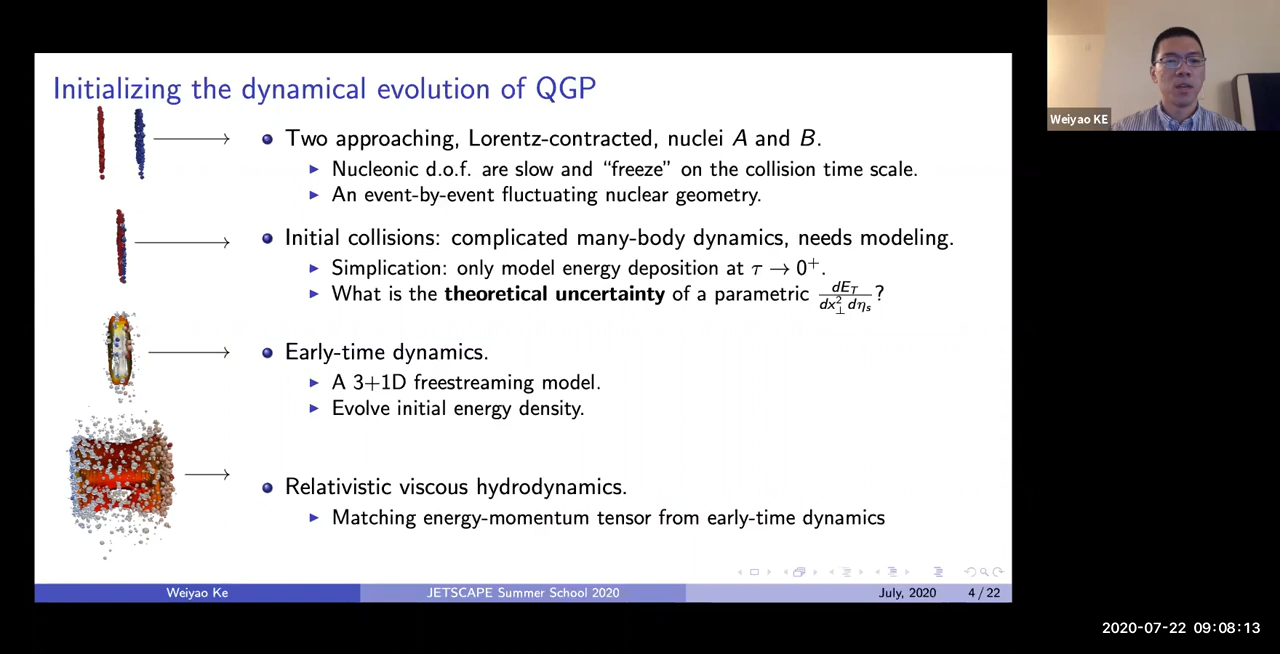 Initializing the dynamical evolution of QGP
Two approaching, Lorentz-contracted, nuclei A and B.
Nucleonic d.o.f. are slow and “freeze” on the collision time scale.
An event-by-event fluctuating nuclear geometry.
Initial collisions: complicated many-body dynamics, needs modeling.
Simplication: only model energy deposition at τ → 0⁺.
What is the theoretical uncertainty of a parametric dE_T/dx²_⊥dη_s?
Early-time dynamics.
A 3+1D freestreaming model.
Evolve initial energy density.
Relativistic viscous hydrodynamics.
Matching energy-momentum tensor from early-time dynamics
Weiyao Ke JETSCAPE Summer School 2020 July, 2020 4 / 22
Weiyao KE
2020-07-22 09:08:13